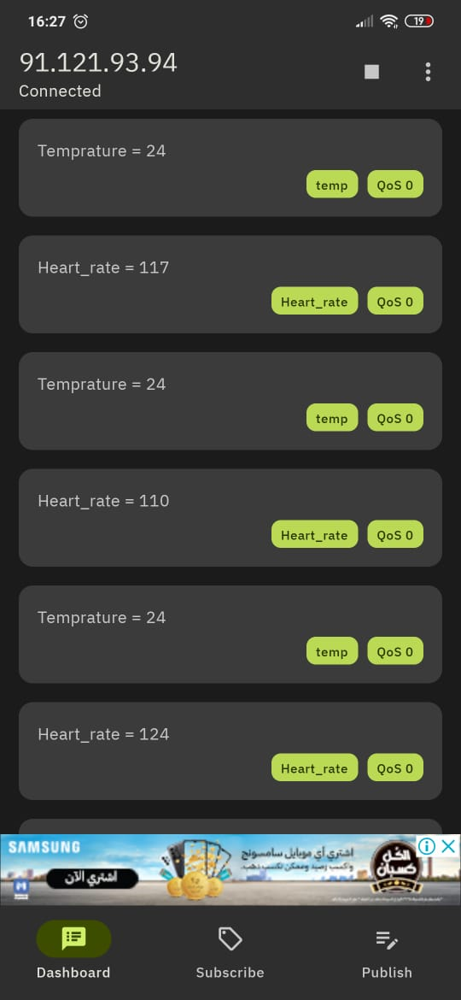 16:27
19
91.121.93.94
Connected
Temprature = 24
temp QoS 0
Heart_rate = 117
Heart_rate QoS 0
Temprature = 24
temp QoS 0
Heart_rate = 110
Heart_rate QoS 0
Temprature = 24
temp QoS 0
Heart_rate = 124
Heart_rate QoS 0
SAMSUNG
اشتري أي موبايل سامسونج
وكسب رصيد وممكن تكسب دهب.
اشتري الآن
الكل
كسبان
Dashboard Subscribe Publish